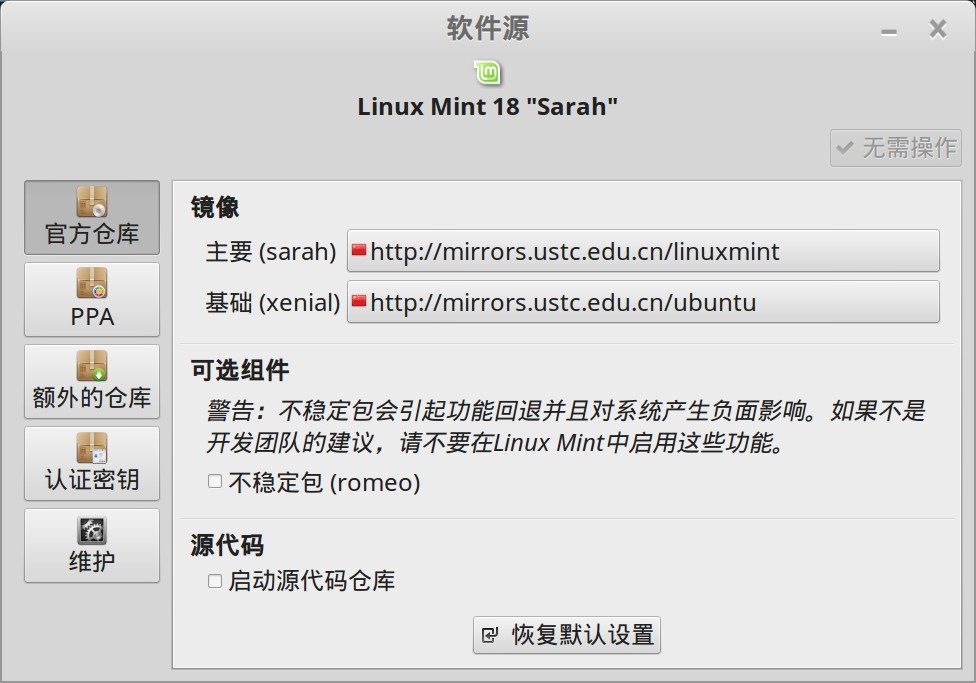 软件源
Linux Mint 18 "Sarah"
无需操作
官方仓库
PPA
额外的仓库
认证密钥
维护
镜像
主要 (sarah) http://mirrors.ustc.edu.cn/linuxmint
基础 (xenial) http://mirrors.ustc.edu.cn/ubuntu
可选组件
警告：不稳定包会引起功能回退并且对系统产生负面影响。如果不是
开发团队的建议，请不要在Linux Mint中启用这些功能。
不稳定包 (romeo)
源代码
启动源代码仓库
恢复默认设置